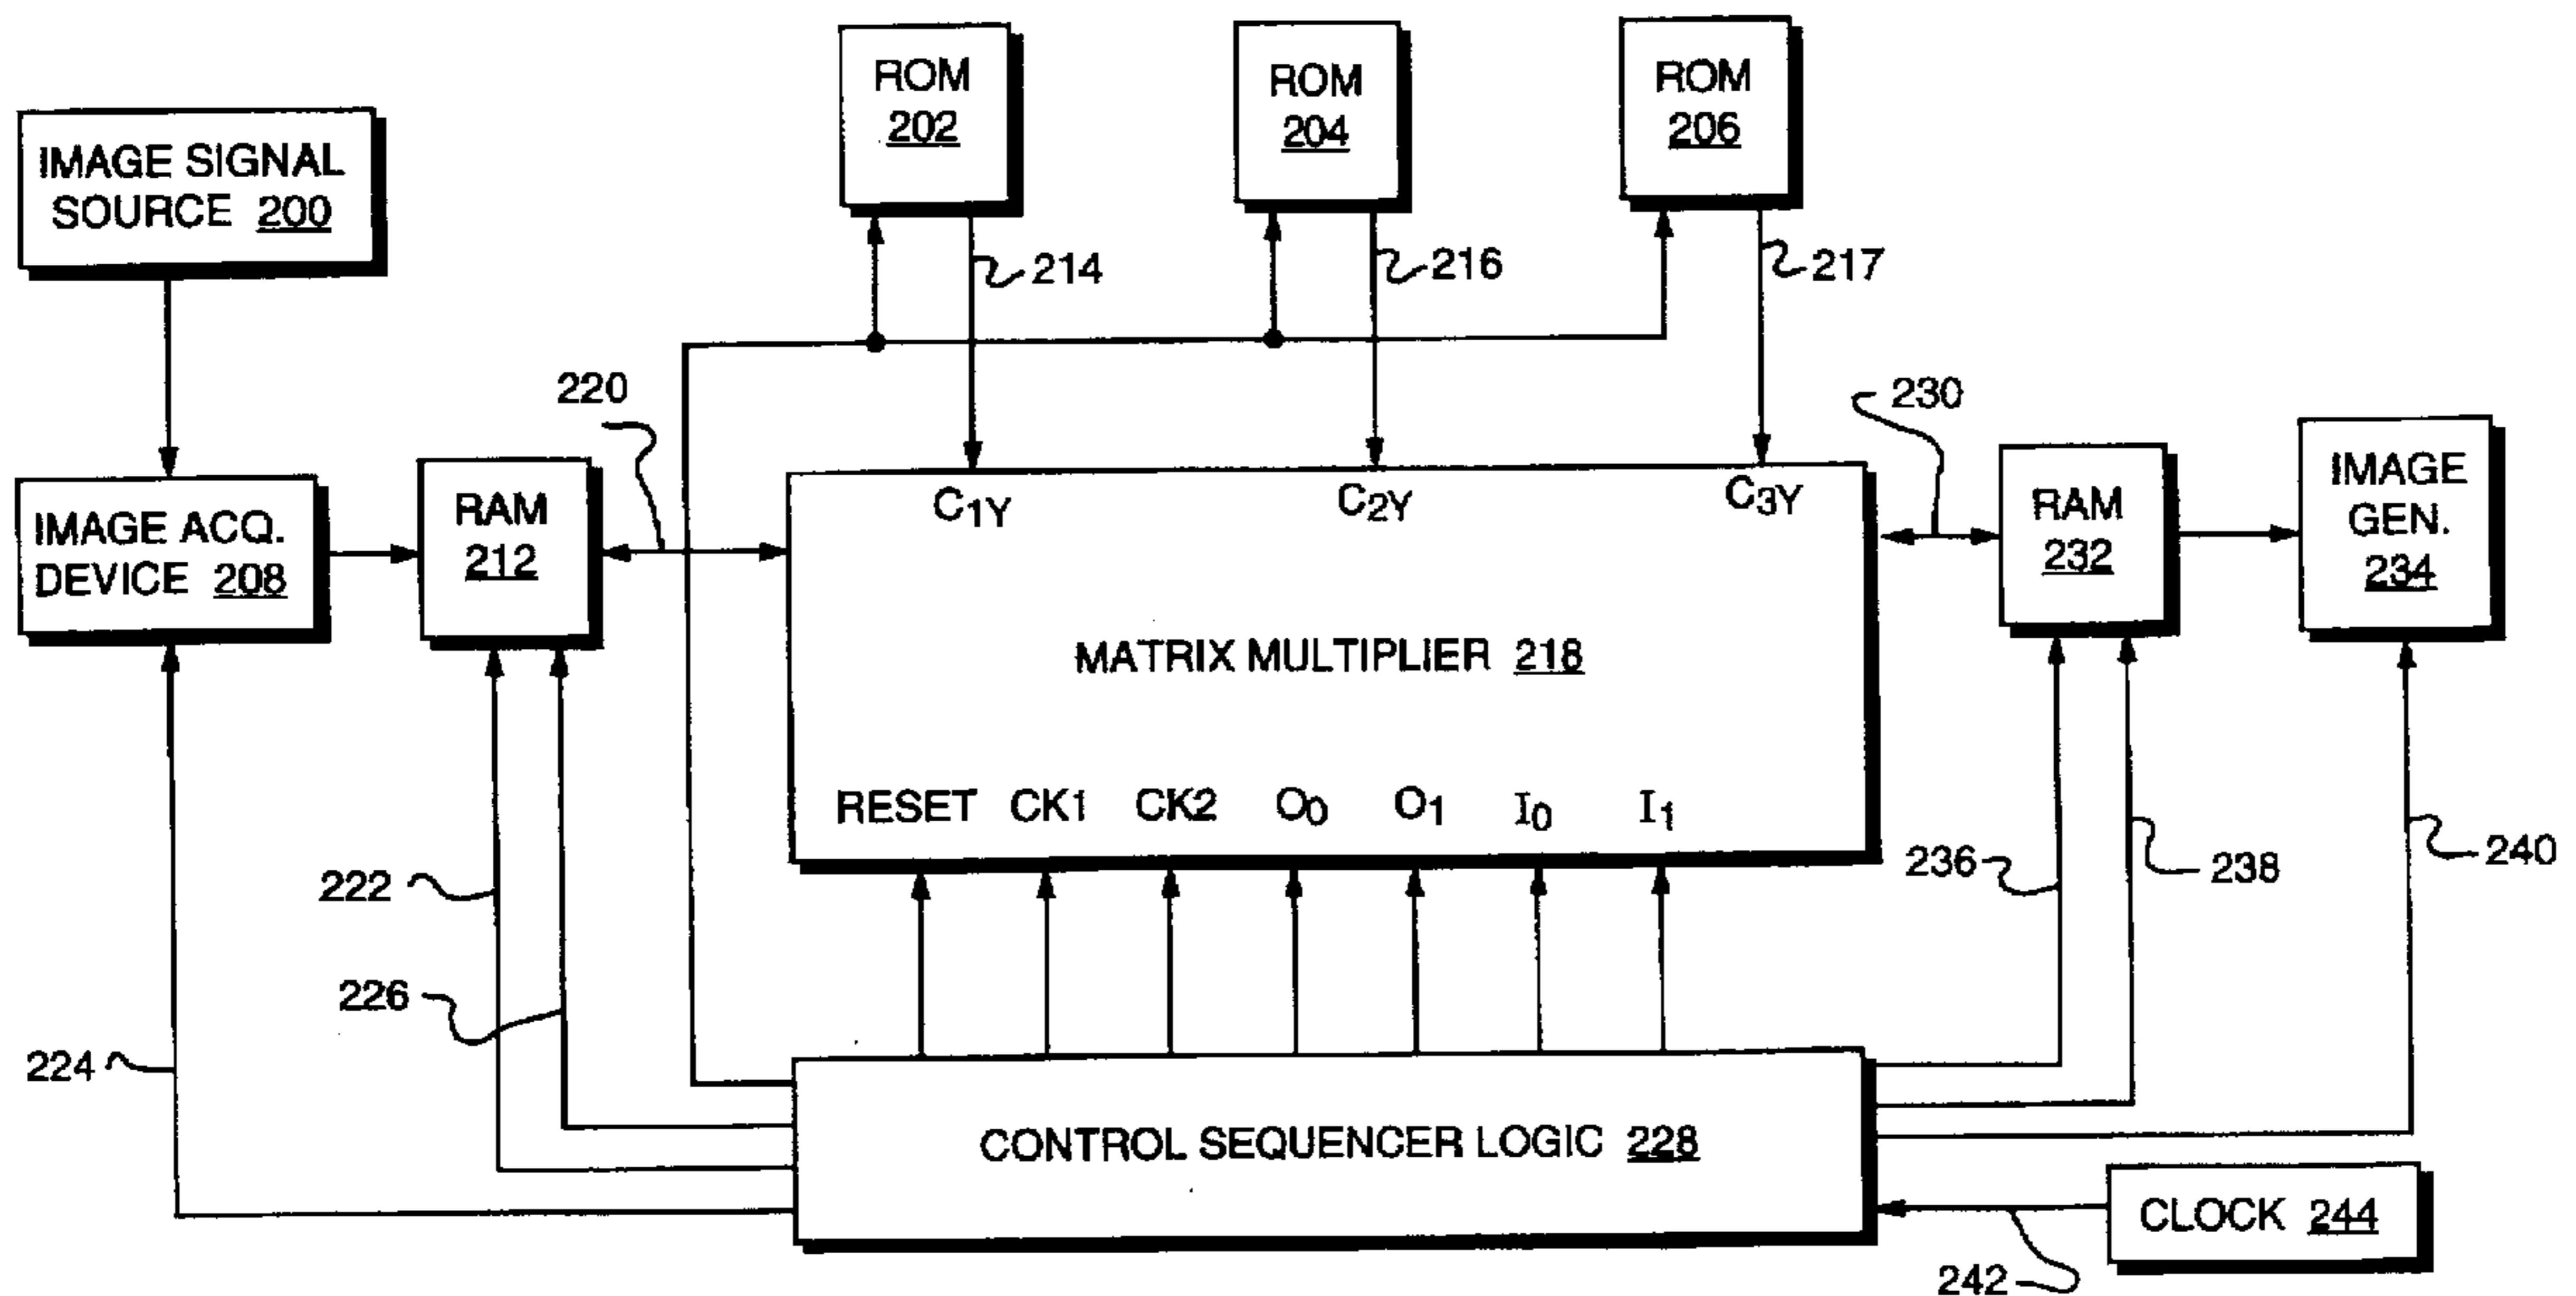 ROM
202
ROM
204
ROM
206
IMAGE SIGNAL
SOURCE 200
214
216
217
220
230
IMAGE ACQ.
DEVICE 208
RAM
212
C1Y
C2Y
C3Y
RAM
232
IMAGE
GEN.
234
MATRIX MULTIPLIER 218
RESET CK1 CK2 O0 O1 I0 I1
222
226
224
236
238
240
CONTROL SEQUENCER LOGIC 228
CLOCK 244
242